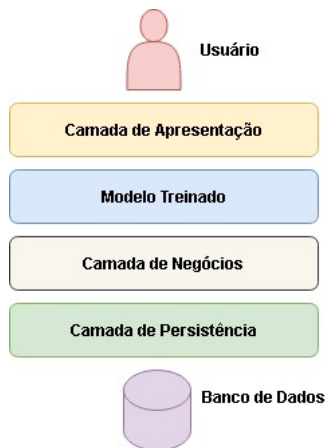 Usuário
Camada de Apresentação
Modelo Treinado
Camada de Negócios
Camada de Persistência
Banco de Dados